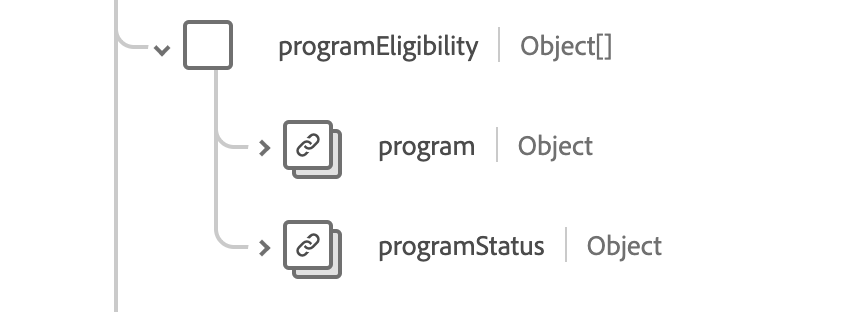 programEligibility | Object[]
program | Object
programStatus | Object